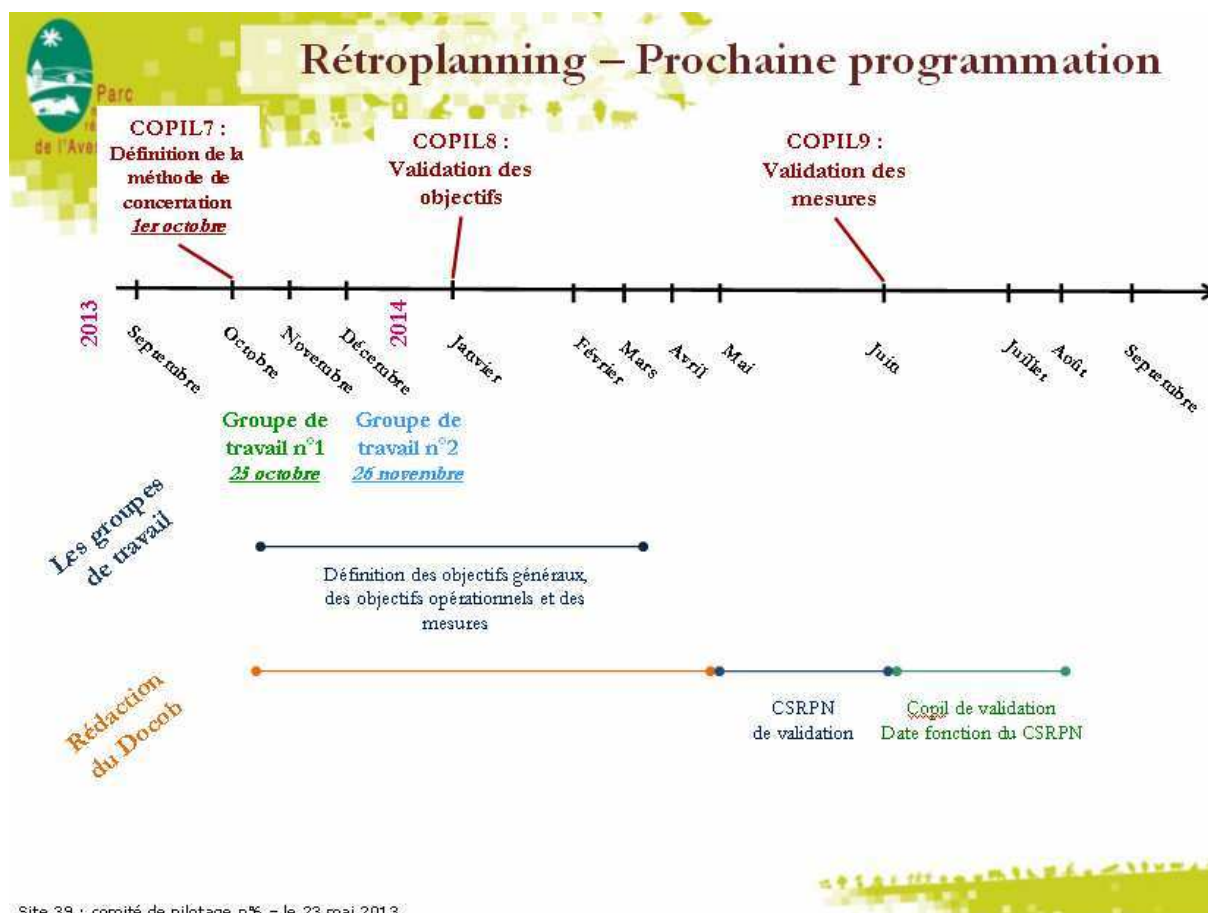 Rétroplanning – Prochaine programmation
Parc
de l'Aves
COPIL7 :
Définition de la
méthode de
concertation
1er octobre
COPIL8 :
Validation des
objectifs
COPIL9 :
Validation des
mesures
2013
Septembre
Octobre
Novembre
Décembre
2014
Janvier
Février
Mars
Avril
Mai
Juin
Juillet
Août
Septembre
Groupe de
travail n°1
25 octobre
Groupe de
travail n°2
26 novembre
Les groupes
de travail
Définition des objectifs généraux,
des objectifs opérationnels et des
mesures
Rédaction
du Docob
CSRPN
de validation
Copil de validation
Date fonction du CSRPN
Site 39 : comité de pilotage n°6 – le 23 mai 2013